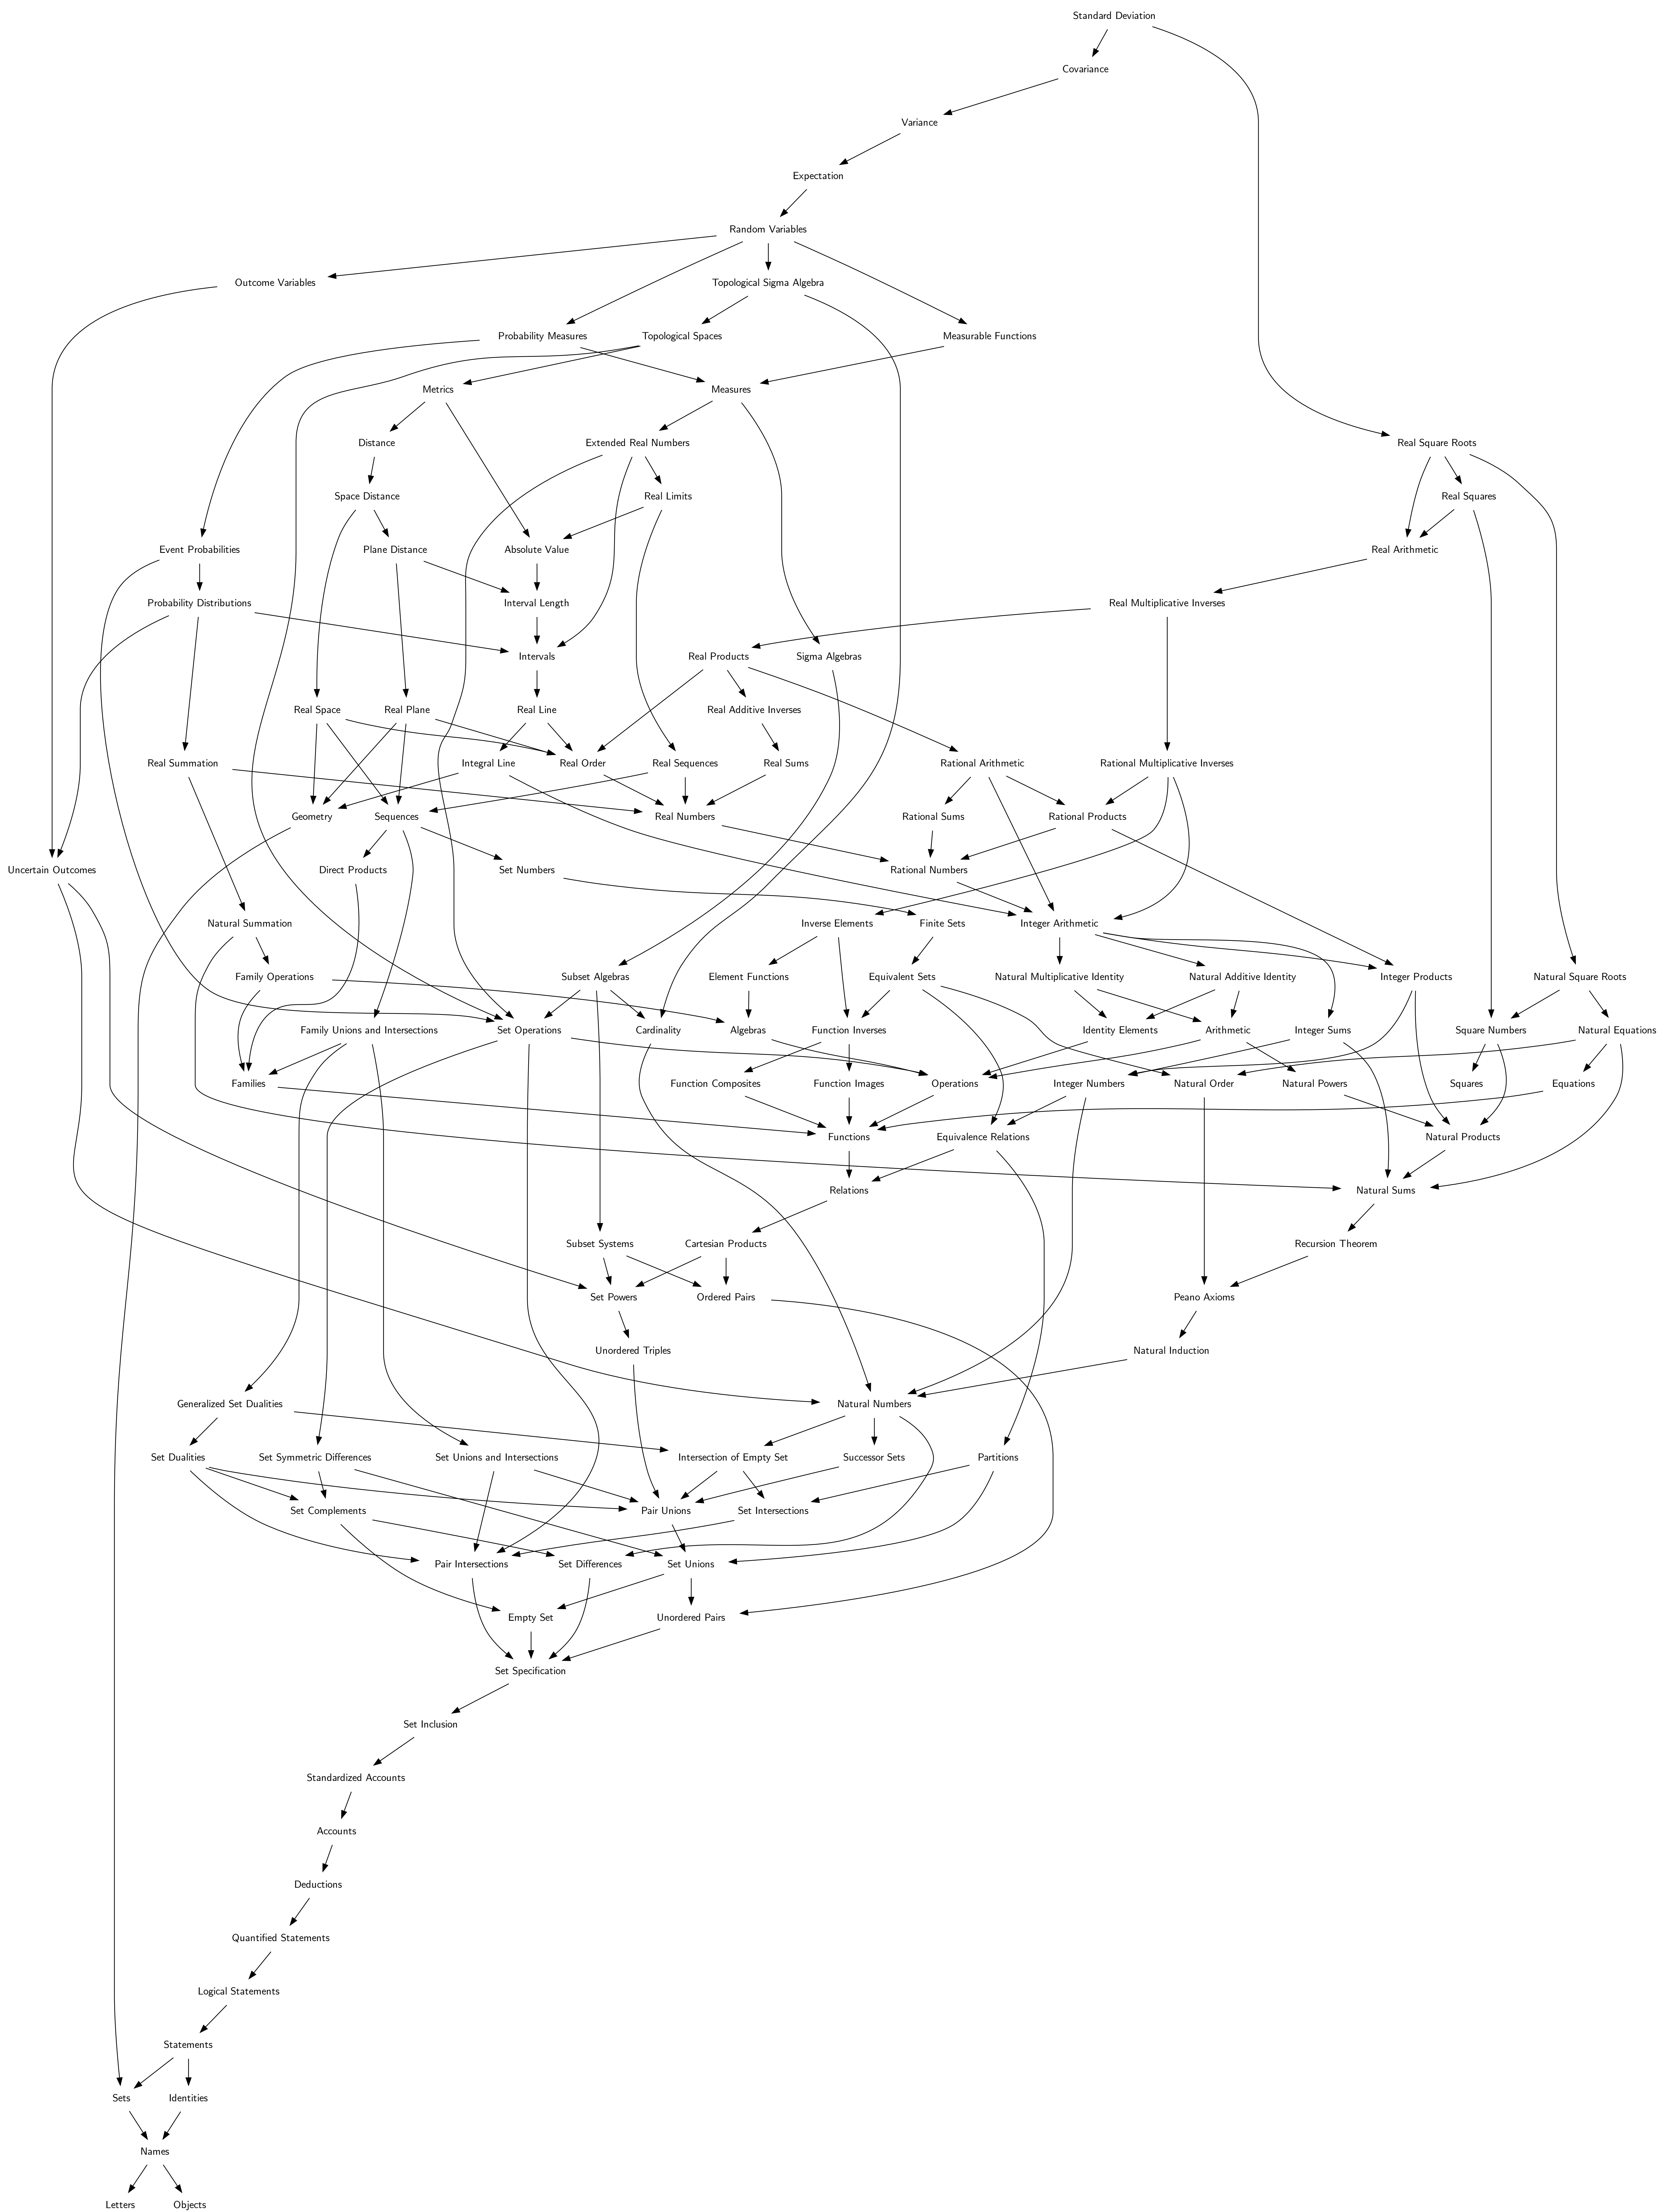 Standard Deviation
Covariance
Variance
Expectation
Random Variables
Outcome Variables
Topological Sigma Algebra
Probability Measures
Topological Spaces
Measurable Functions
Metrics
Measures
Distance
Extended Real Numbers
Real Square Roots
Space Distance
Real Limits
Real Squares
Event Probabilities
Plane Distance
Absolute Value
Real Arithmetic
Probability Distributions
Interval Length
Real Multiplicative Inverses
Intervals
Real Products
Sigma Algebras
Real Space
Real Plane
Real Line
Real Additive Inverses
Real Summation
Integral Line
Real Order
Real Sequences
Real Sums
Rational Arithmetic
Rational Multiplicative Inverses
Geometry
Sequences
Real Numbers
Rational Sums
Rational Products
Uncertain Outcomes
Direct Products
Set Numbers
Rational Numbers
Natural Summation
Inverse Elements
Finite Sets
Integer Arithmetic
Family Operations
Subset Algebras
Element Functions
Equivalent Sets
Natural Multiplicative Identity
Natural Additive Identity
Integer Products
Natural Square Roots
Family Unions and Intersections
Set Operations
Cardinality
Algebras
Function Inverses
Identity Elements
Arithmetic
Integer Sums
Square Numbers
Natural Equations
Families
Function Composites
Function Images
Operations
Integer Numbers
Natural Order
Natural Powers
Squares
Equations
Functions
Equivalence Relations
Natural Products
Relations
Natural Sums
Subset Systems
Cartesian Products
Recursion Theorem
Set Powers
Ordered Pairs
Peano Axioms
Unordered Triples
Natural Induction
Generalized Set Dualities
Natural Numbers
Set Dualities
Set Symmetric Differences
Set Unions and Intersections
Intersection of Empty Set
Successor Sets
Partitions
Set Complements
Pair Unions
Set Intersections
Pair Intersections
Set Differences
Set Unions
Empty Set
Unordered Pairs
Set Specification
Set Inclusion
Standardized Accounts
Accounts
Deductions
Quantified Statements
Logical Statements
Statements
Sets
Identities
Names
Letters
Objects